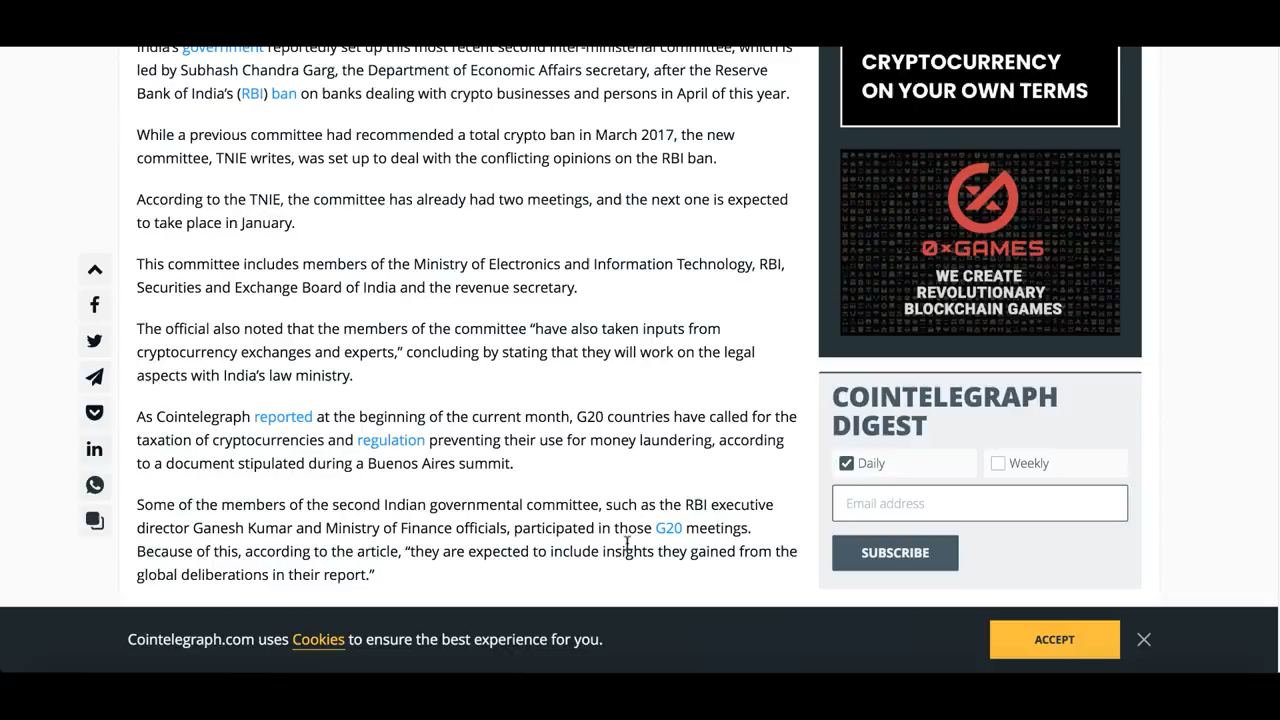 India's government reportedly set up this most recent second inter-ministerial committee, which is
led by Subhash Chandra Garg, the Department of Economic Affairs secretary, after the Reserve
Bank of India's (RBI) ban on banks dealing with crypto businesses and persons in April of this year.
While a previous committee had recommended a total crypto ban in March 2017, the new
committee, TNIE writes, was set up to deal with the conflicting opinions on the RBI ban.
According to the TNIE, the committee has already had two meetings, and the next one is expected
to take place in January.
This committee includes members of the Ministry of Electronics and Information Technology, RBI,
Securities and Exchange Board of India and the revenue secretary.
The official also noted that the members of the committee “have also taken inputs from
cryptocurrency exchanges and experts,” concluding by stating that they will work on the legal
aspects with India's law ministry.
As Cointelegraph reported at the beginning of the current month, G20 countries have called for the
taxation of cryptocurrencies and regulation preventing their use for money laundering, according
to a document stipulated during a Buenos Aires summit.
Some of the members of the second Indian governmental committee, such as the RBI executive
director Ganesh Kumar and Ministry of Finance officials, participated in those G20 meetings.
Because of this, according to the article, “they are expected to include insights they gained from the
global deliberations in their report.”
CRYPTOCURRENCY
ON YOUR OWN TERMS
0×GAMES
WE CREATE
REVOLUTIONARY
BLOCKCHAIN GAMES
COINTELEGRAPH
DIGEST
Daily
Weekly
Email address
SUBSCRIBE
Cointelegraph.com uses Cookies to ensure the best experience for you.
ACCEPT